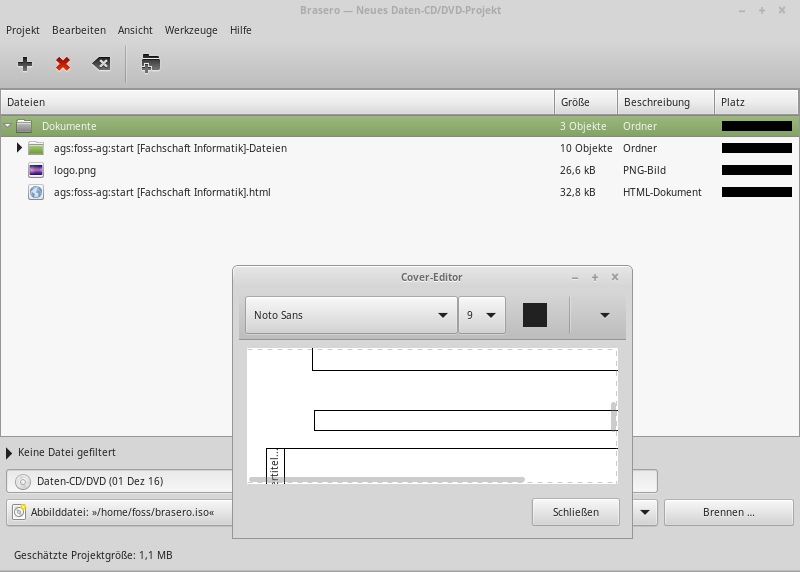 Brasero — Neues Daten-CD/DVD-Projekt
Projekt Bearbeiten Ansicht Werkzeuge Hilfe
Dateien Größe Beschreibung Platz
Dokumente 3 Objekte Ordner
ags:foss-ag:start [Fachschaft Informatik]-Dateien 10 Objekte Ordner
logo.png 26,6 kB PNG-Bild
ags:foss-ag:start [Fachschaft Informatik].html 32,8 kB HTML-Dokument
Cover-Editor
Noto Sans 9
ertitel...
Schließen
Keine Datei gefiltert
Daten-CD/DVD (01 Dez 16)
Abbilddatei: »/home/foss/brasero.iso« Brennen ...
Geschätzte Projektgröße: 1,1 MB